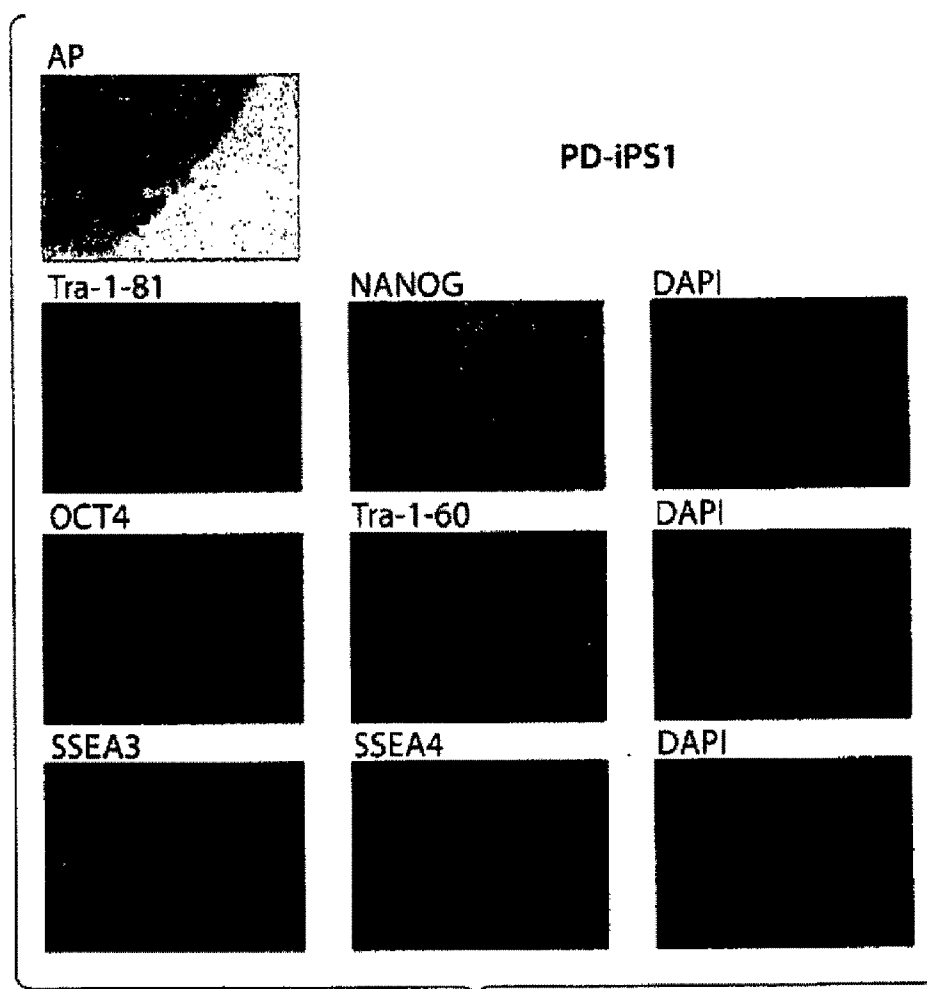 AP
PD-iPS1
Tra-1-81 NANOG DAPI
OCT4 Tra-1-60 DAPI
SSEA3 SSEA4 DAPI